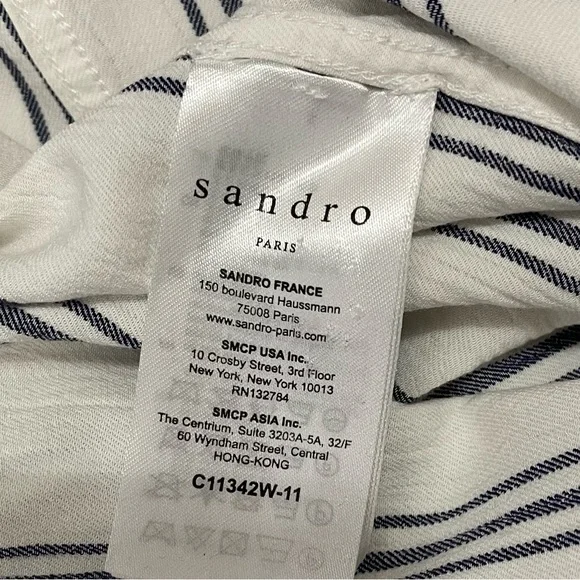 sandro
PARIS
SANDRO FRANCE
150 boulevard Haussmann
75008 Paris
www.sandro-paris.com
SMCP USA Inc.
10 Crosby Street, 3rd Floor
New York, New York 10013
RN132784
SMCP ASIA Inc.
The Centrium, Suite 3203A-5A, 32/F
60 Wyndham Street, Central
HONG-KONG
C11342W-11